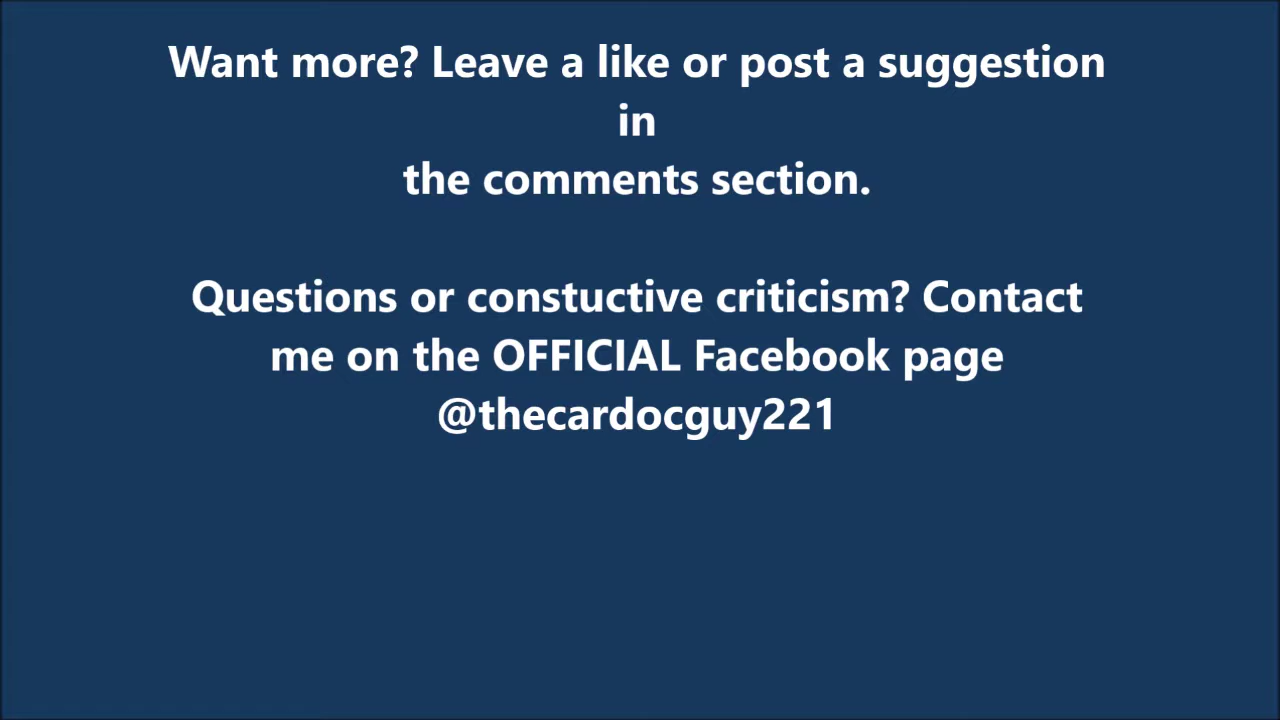 Want more? Leave a like or post a suggestion
in
the comments section.
Questions or constuctive criticism? Contact
me on the OFFICIAL Facebook page
@thecardocguy221